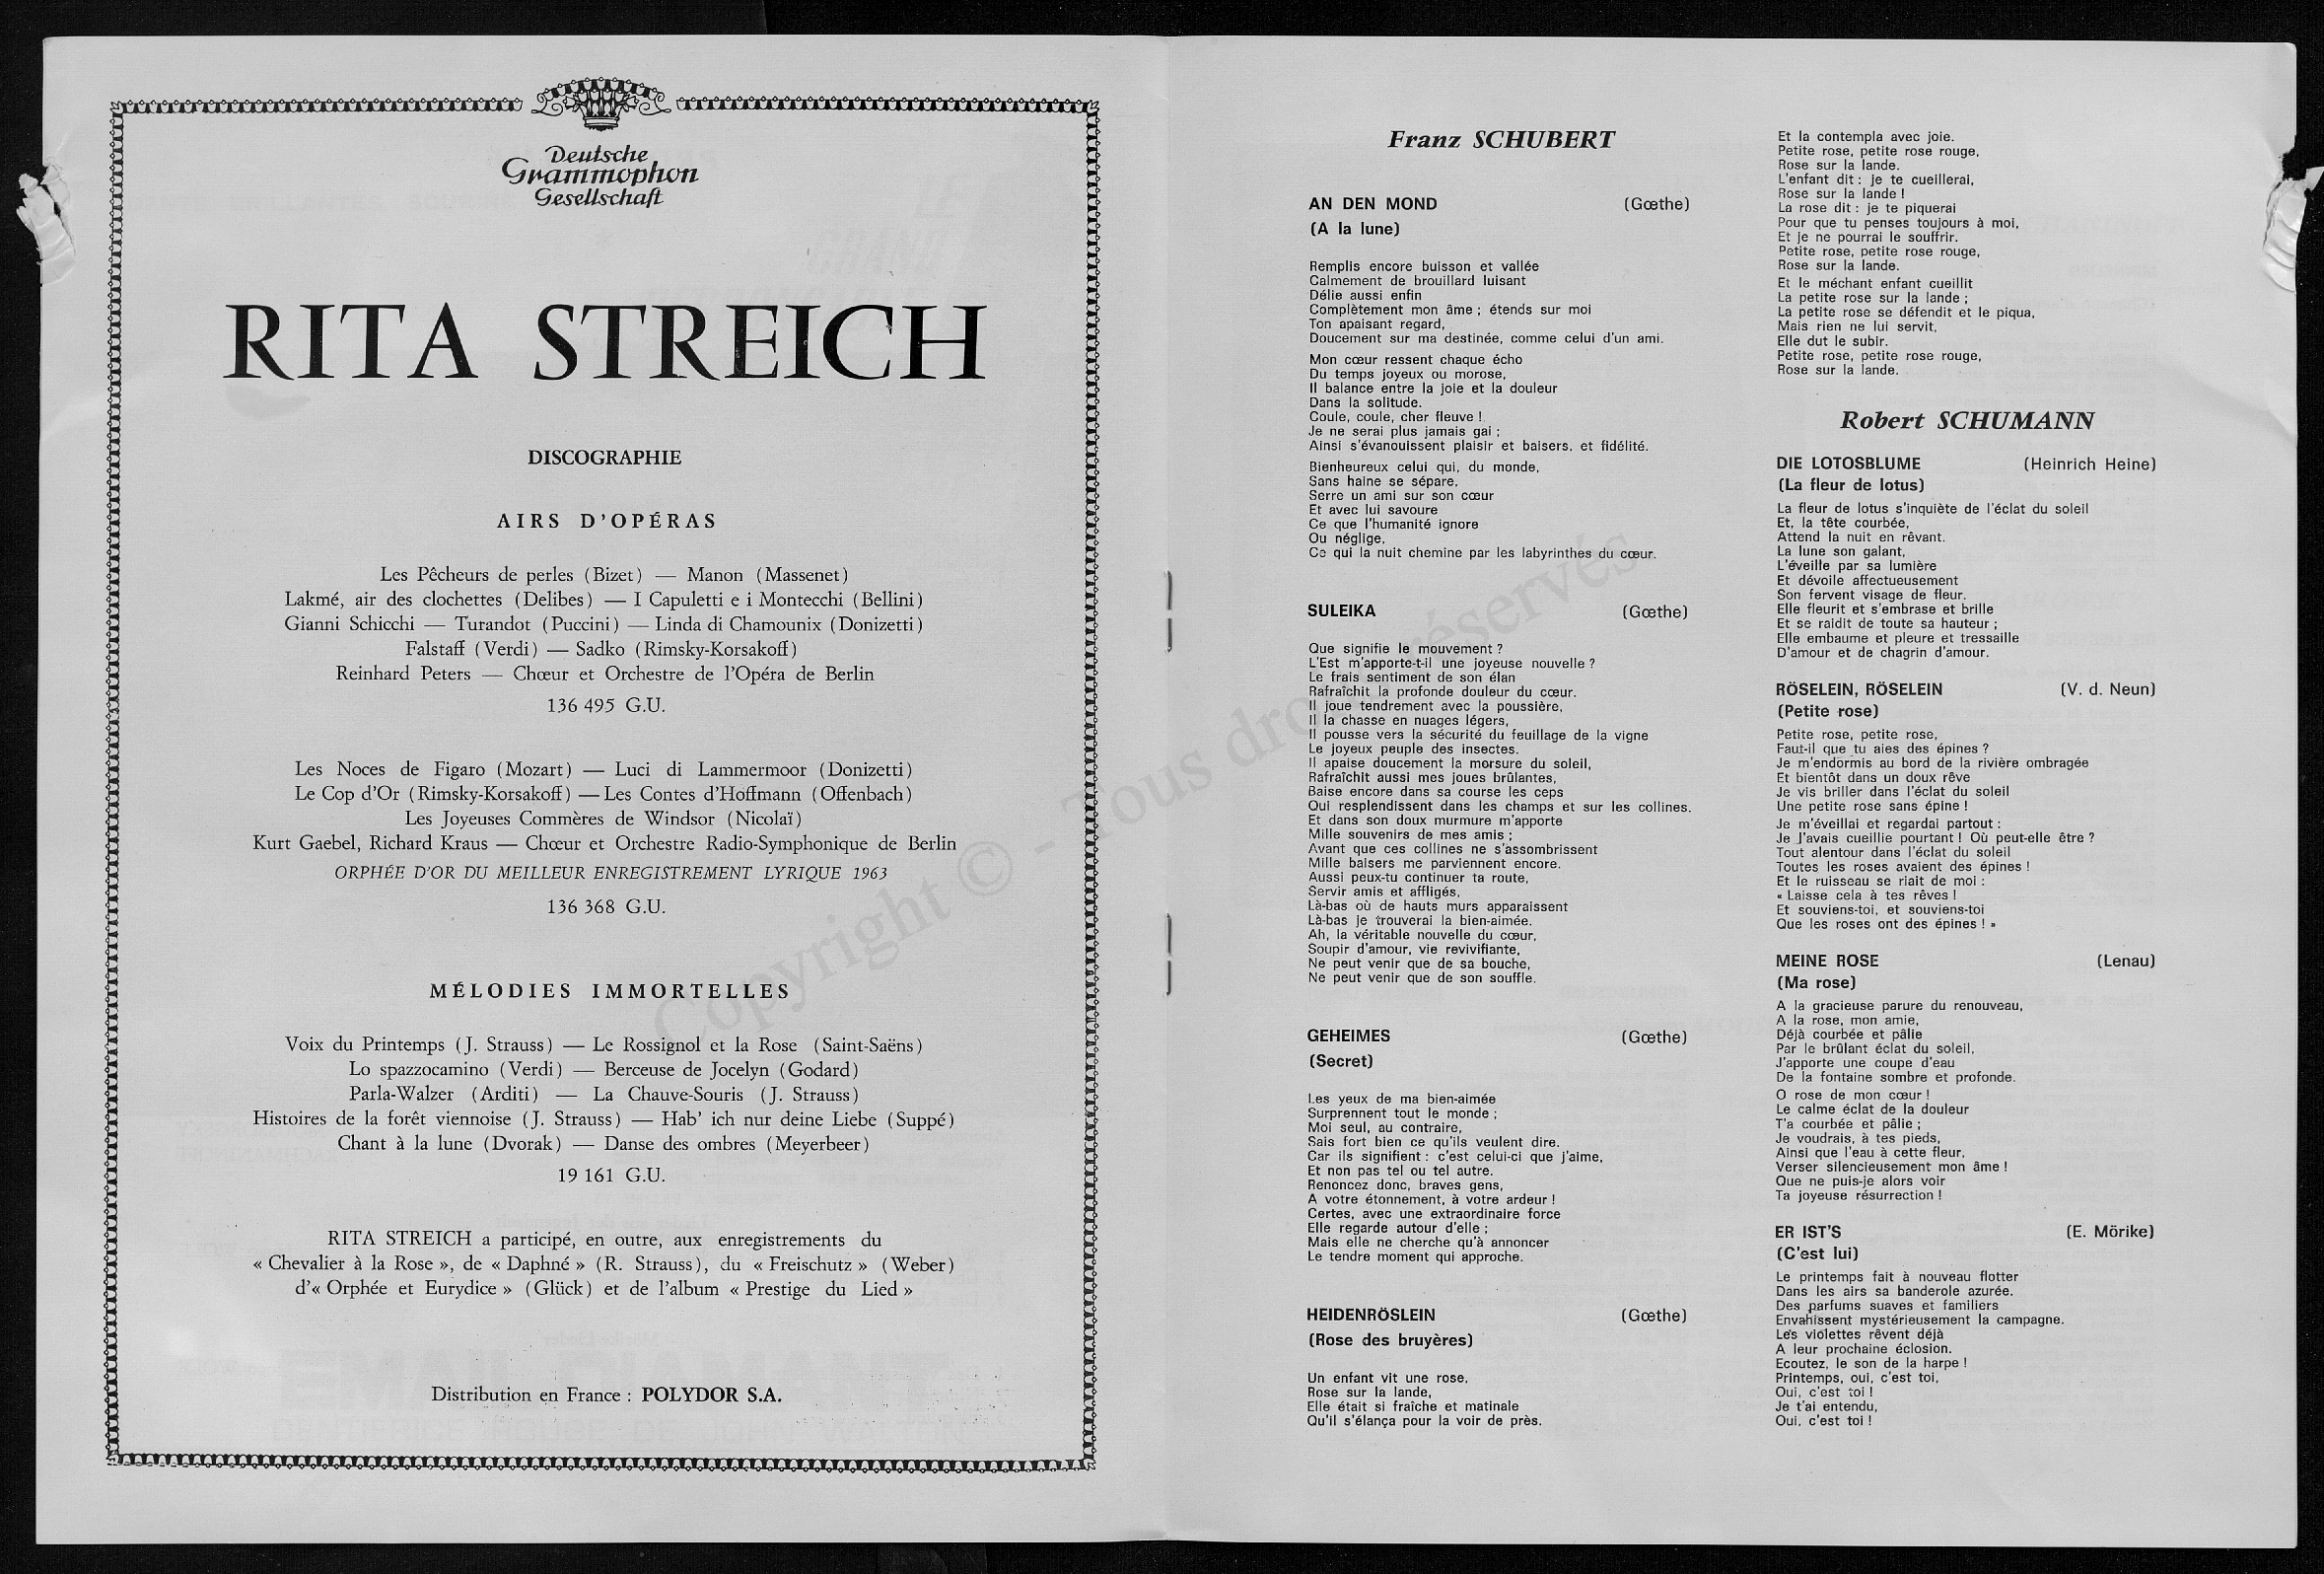 Deutsche
Grammophon
Gesellschaft
RITA STREICH
DISCOGRAPHIE
AIRS D'OPÉRAS
Les Pêcheurs de perles (Bizet) — Manon (Massenet)
Lakmé, air des clochettes (Delibes) — I Capuletti e i Montecchi (Bellini)
Gianni Schicchi — Turandot (Puccini) — Linda di Chamounix (Donizetti)
Falstaff (Verdi) — Sadko (Rimsky-Korsakoff)
Reinhard Peters — Chœur et Orchestre de l'Opéra de Berlin
136 495 G.U.
Les Noces de Figaro (Mozart) — Luci di Lammermoor (Donizetti)
Le Cop d'Or (Rimsky-Korsakoff) — Les Contes d'Hoffmann (Offenbach)
Les Joyeuses Commères de Windsor (Nicolaï)
Kurt Gaebel, Richard Kraus — Chœur et Orchestre Radio-Symphonique de Berlin
ORPHÉE D'OR DU MEILLEUR ENREGISTREMENT LYRIQUE 1963
136 368 G.U.
MÉLODIES IMMORTELLES
Voix du Printemps (J. Strauss) — Le Rossignol et la Rose (Saint-Saëns)
Lo spazzocamino (Verdi) — Berceuse de Jocelyn (Godard)
Parla-Walzer (Arditi) — La Chauve-Souris (J. Strauss)
Histoires de la forêt viennoise (J. Strauss) — Hab' ich nur deine Liebe (Suppé)
Chant à la lune (Dvorak) — Danse des ombres (Meyerbeer)
19 161 G.U.
RITA STREICH a participé, en outre, aux enregistrements du
« Chevalier à la Rose », de « Daphné » (R. Strauss), du « Freischutz » (Weber)
d'« Orphée et Eurydice » (Glück) et de l'album « Prestige du Lied »
Distribution en France : POLYDOR S.A.
Franz SCHUBERT
AN DEN MOND (Gœthe)
(A la lune)
Remplis encore buisson et vallée
Calmement de brouillard luisant
Délie aussi enfin
Complètement mon âme ; étends sur moi
Ton apaisant regard,
Doucement sur ma destinée, comme celui d'un ami.
Mon cœur ressent chaque écho
Du temps joyeux ou morose,
Il balance entre la joie et la douleur
Dans la solitude.
Coule, coule, cher fleuve !
Je ne serai plus jamais gai ;
Ainsi s'évanouissent plaisir et baisers, et fidélité.
Bienheureux celui qui, du monde,
Sans haine se sépare,
Serre un ami sur son cœur
Et avec lui savoure
Ce que l'humanité ignore
Ou néglige,
Ce qui la nuit chemine par les labyrinthes du cœur.
SULEIKA (Gœthe)
Que signifie le mouvement ?
L'Est m'apporte-t-il une joyeuse nouvelle ?
Le frais sentiment de son élan
Rafraîchit la profonde douleur du cœur.
Il joue tendrement avec la poussière,
Il la chasse en nuages légers,
Il pousse vers la sécurité du feuillage de la vigne
Le joyeux peuple des insectes.
Il apaise doucement la morsure du soleil,
Rafraîchit aussi mes joues brûlantes,
Baise encore dans sa course les ceps
Qui resplendissent dans les champs et sur les collines.
Et dans son doux murmure m'apporte
Mille souvenirs de mes amis ;
Avant que ces collines ne s'assombrissent
Mille baisers me parviennent encore.
Aussi peux-tu continuer ta route,
Servir amis et affligés,
Là-bas où de hauts murs apparaissent
Là-bas je trouverai la bien-aimée.
Ah, la véritable nouvelle du cœur,
Soupir d'amour, vie revivifiante,
Ne peut venir que de sa bouche,
Ne peut venir que de son souffle.
GEHEIMES (Gœthe)
(Secret)
Les yeux de ma bien-aimée
Surprennent tout le monde ;
Moi seul, au contraire,
Sais fort bien ce qu'ils veulent dire.
Car ils signifient : c'est celui-ci que j'aime,
Et non pas tel ou tel autre.
Renoncez donc, braves gens,
A votre étonnement, à votre ardeur !
Certes, avec une extraordinaire force
Elle regarde autour d'elle ;
Mais elle ne cherche qu'à annoncer
Le tendre moment qui approche.
HEIDENRÖSLEIN (Gœthe)
(Rose des bruyères)
Un enfant vit une rose,
Rose sur la lande,
Elle était si fraîche et matinale
Qu'il s'élança pour la voir de près.
Et la contempla avec joie.
Petite rose, petite rose rouge,
Rose sur la lande.
L'enfant dit : je te cueillerai,
Rose sur la lande !
La rose dit : je te piquerai
Pour que tu penses toujours à moi,
Et je ne pourrai le souffrir.
Petite rose, petite rose rouge,
Rose sur la lande.
Et le méchant enfant cueillit
La petite rose sur la lande ;
La petite rose se défendit et le piqua,
Mais rien ne lui servit,
Elle dut le subir.
Petite rose, petite rose rouge,
Rose sur la lande.
Robert SCHUMANN
DIE LOTOSBLUME (Heinrich Heine)
(La fleur de lotus)
La fleur de lotus s'inquiète de l'éclat du soleil
Et, la tête courbée,
Attend la nuit en rêvant.
La lune son galant,
L'éveille par sa lumière
Et dévoile affectueusement
Son fervent visage de fleur.
Elle fleurit et s'embrase et brille
Et se raidit de toute sa hauteur ;
Elle embaume et pleure et tressaille
D'amour et de chagrin d'amour.
RÖSELEIN, RÖSELEIN (V. d. Neun)
(Petite rose)
Petite rose, petite rose,
Faut-il que tu aies des épines ?
Je m'endormis au bord de la rivière ombragée
Et bientôt dans un doux rêve
Je vis briller dans l'éclat du soleil
Une petite rose sans épine !
Je m'éveillai et regardai partout :
Je l'avais cueillie pourtant ! Où peut-elle être ?
Tout alentour dans l'éclat du soleil
Toutes les roses avaient des épines !
Et le ruisseau se riait de moi :
« Laisse cela à tes rêves !
Et souviens-toi, et souviens-toi
Que les roses ont des épines ! »
MEINE ROSE (Lenau)
(Ma rose)
A la gracieuse parure du renouveau,
A la rose, mon amie,
Déjà courbée et pâlie
Par le brûlant éclat du soleil,
J'apporte une coupe d'eau
De la fontaine sombre et profonde.
O rose de mon cœur !
Le calme éclat de la douleur
T'a courbée et pâlie ;
Je voudrais, à tes pieds,
Ainsi que l'eau à cette fleur,
Verser silencieusement mon âme !
Que ne puis-je alors voir
Ta joyeuse résurrection !
ER IST'S (E. Mörike)
(C'est lui)
Le printemps fait à nouveau flotter
Dans les airs sa banderole azurée.
Des parfums suaves et familiers
Envahissent mystérieusement la campagne.
Les violettes rêvent déjà
A leur prochaine éclosion.
Ecoutez, le son de la harpe !
Printemps, oui, c'est toi,
Oui, c'est toi !
Je t'ai entendu,
Oui, c'est toi !
Copyright © - Tous dro réservés